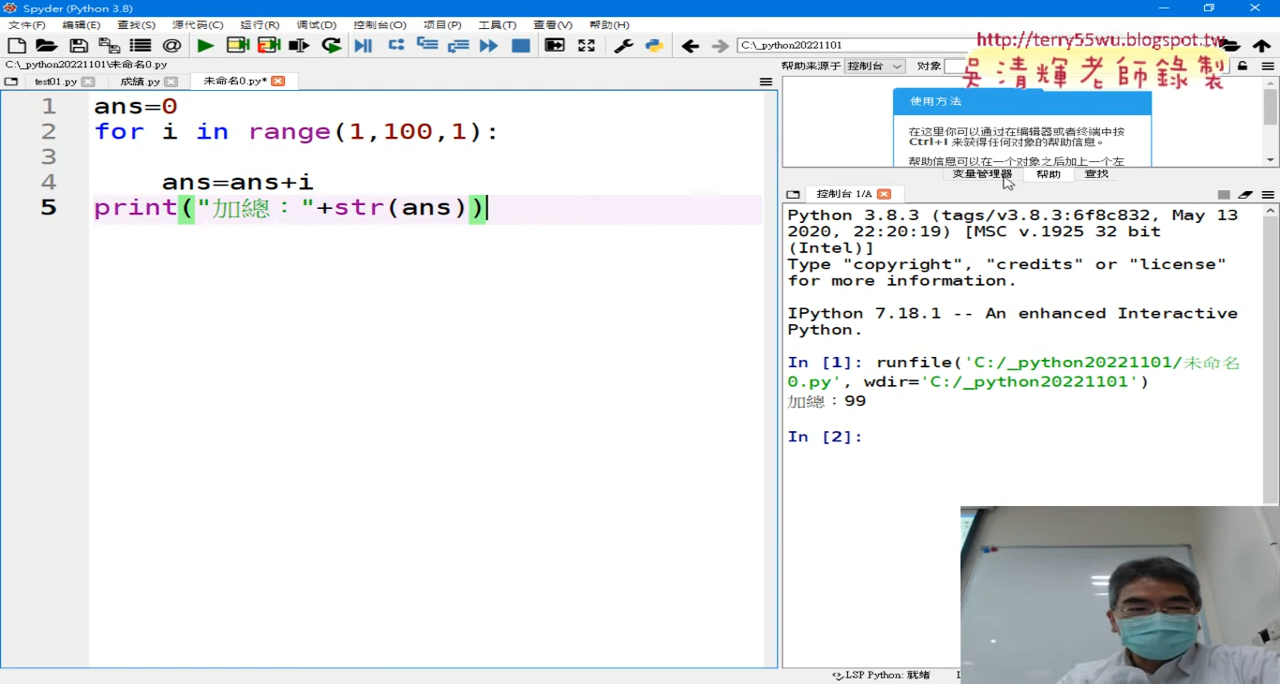 Spyder (Python 3.8)
文件(F) 编辑(E) 查找(S) 源代码(C) 运行(R) 调试(D) 控制台(O) 项目(P) 工具(T) 查看(V) 帮助(H)
C:\_python20221101
http://terry55wu.blogspot.tw
吳清輝老師錄製
C:\_python20221101\未命名0.py
test01.py 成績.py 未命名0.py*
帮助来源于 控制台 对象
1 ans=0
2 for i in range(1,100,1):
3
4 ans=ans+i
5 print("加總："+str(ans))
使用方法
在这里你可以通过在编辑器或者终端中按
Ctrl+I 来获得任何对象的帮助信息。
帮助信息可以在一个对象之后加上一个左
变量管理器 帮助 查找
控制台 1/A
Python 3.8.3 (tags/v3.8.3:6f8c832, May 13
2020, 22:20:19) [MSC v.1925 32 bit
(Intel)]
Type "copyright", "credits" or "license"
for more information.
IPython 7.18.1 -- An enhanced Interactive
Python.
In [1]: runfile('C:/_python20221101/未命名
0.py', wdir='C:/_python20221101')
加總：99
In [2]:
LSP Python: 就绪